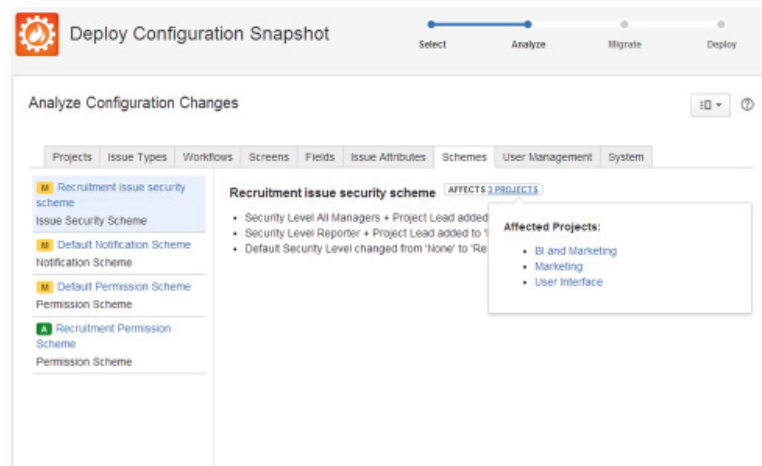 Deploy Configuration Snapshot
Select
Analyze
Migrate
Deploy
Analyze Configuration Changes
Projects
Issue Types
Workflows
Screens
Fields
Issue Attributes
Schemes
User Management
System
M Recruitment issue security
scheme
Issue Security Scheme
M Default Notification Scheme
Notification Scheme
M Default Permission Scheme
Permission Scheme
A Recruitment Permission
Scheme
Permission Scheme
Recruitment issue security scheme AFFECTS 3 PROJECTS
• Security Level All Managers + Project Lead added
• Security Level Reporter + Project Lead added to
• Default Security Level changed from 'None' to 'Re
Affected Projects:
• BI and Marketing
• Marketing
• User Interface